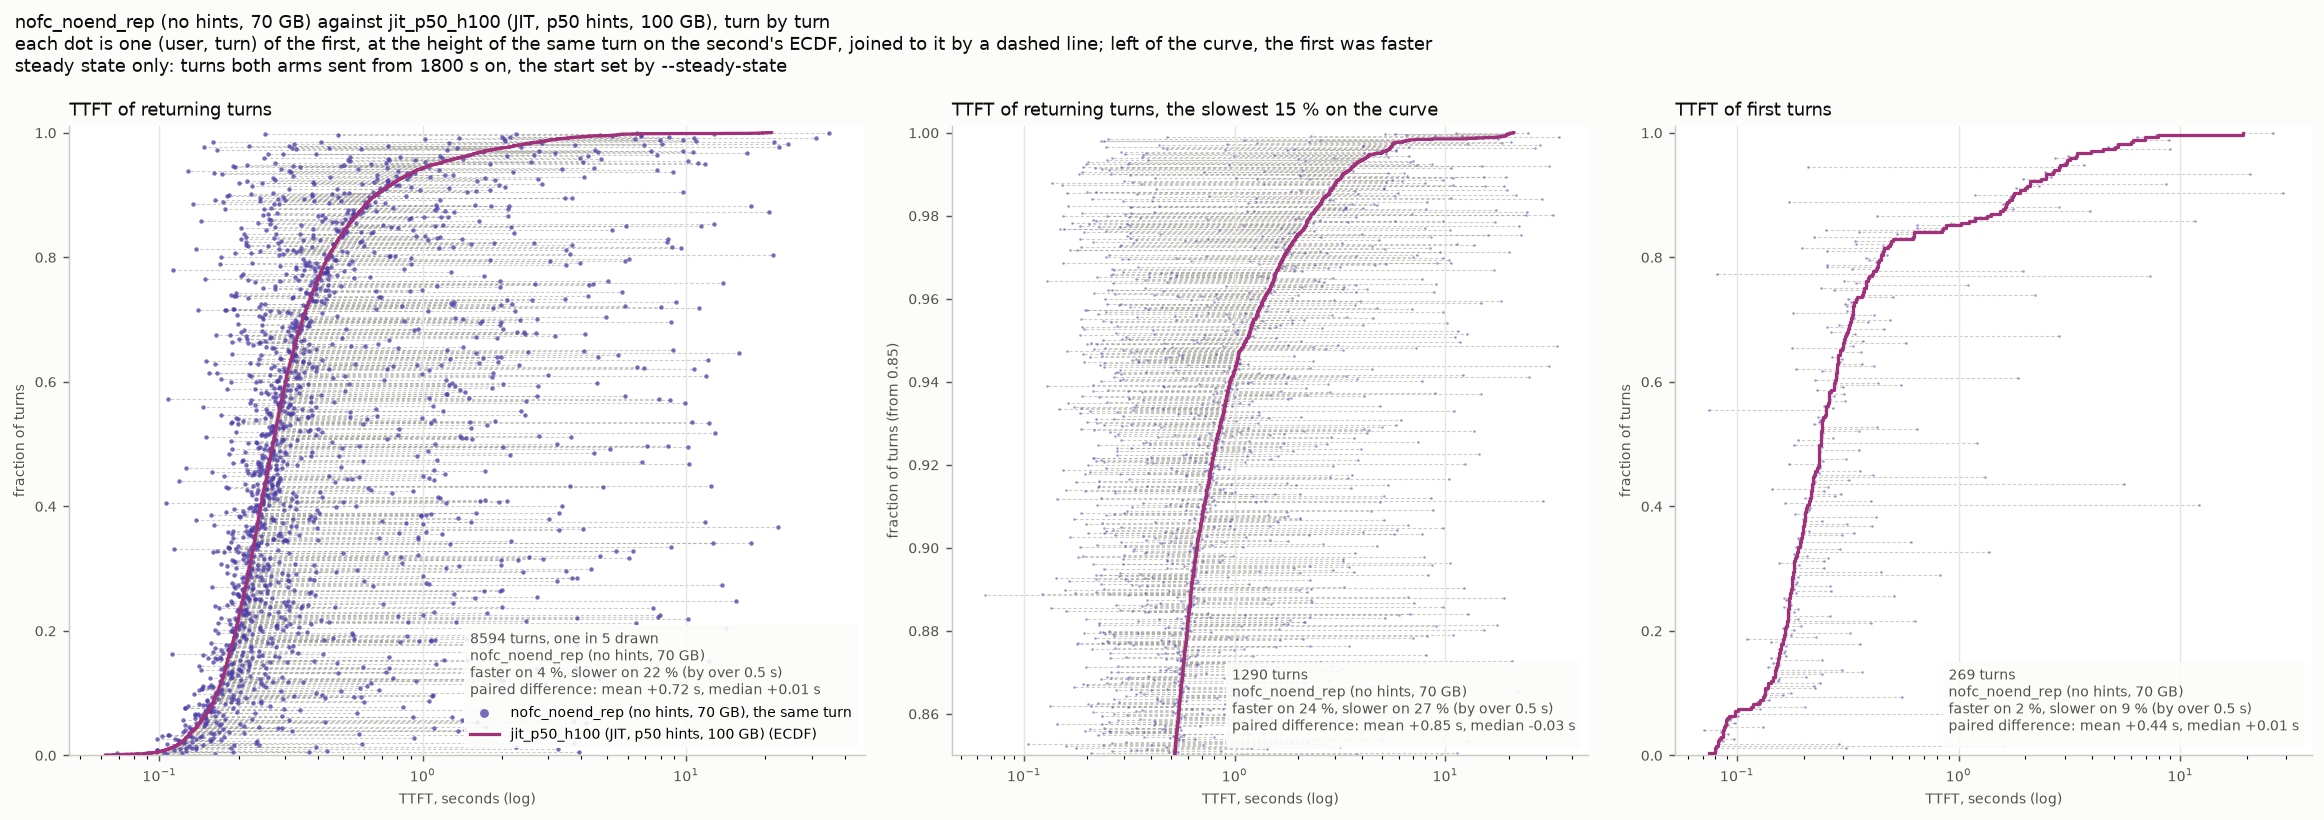 nofc_noend_rep (no hints, 70 GB) against jit_p50_h100 (JIT, p50 hints, 100 GB), turn by turn
each dot is one (user, turn) of the first, at the height of the same turn on the second's ECDF, joined to it by a dashed line; left of the curve, the first was faster
steady state only: turns both arms sent from 1800 s on, the start set by --steady-state
TTFT of returning turns
1.0
0.8
0.6
0.4
0.2
0.0
fraction of turns
10⁻¹
10⁰
10¹
TTFT, seconds (log)
8594 turns, one in 5 drawn
nofc_noend_rep (no hints, 70 GB)
faster on 4 %, slower on 22 % (by over 0.5 s)
paired difference: mean +0.72 s, median +0.01 s
nofc_noend_rep (no hints, 70 GB), the same turn
jit_p50_h100 (JIT, p50 hints, 100 GB) (ECDF)
TTFT of returning turns, the slowest 15 % on the curve
1.00
0.98
0.96
0.94
0.92
0.90
0.88
0.86
fraction of turns (from 0.85)
10⁻¹
10⁰
10¹
TTFT, seconds (log)
1290 turns
nofc_noend_rep (no hints, 70 GB)
faster on 24 %, slower on 27 % (by over 0.5 s)
paired difference: mean +0.85 s, median -0.03 s
TTFT of first turns
1.0
0.8
0.6
0.4
0.2
0.0
fraction of turns
10⁻¹
10⁰
10¹
TTFT, seconds (log)
269 turns
nofc_noend_rep (no hints, 70 GB)
faster on 2 %, slower on 9 % (by over 0.5 s)
paired difference: mean +0.44 s, median +0.01 s